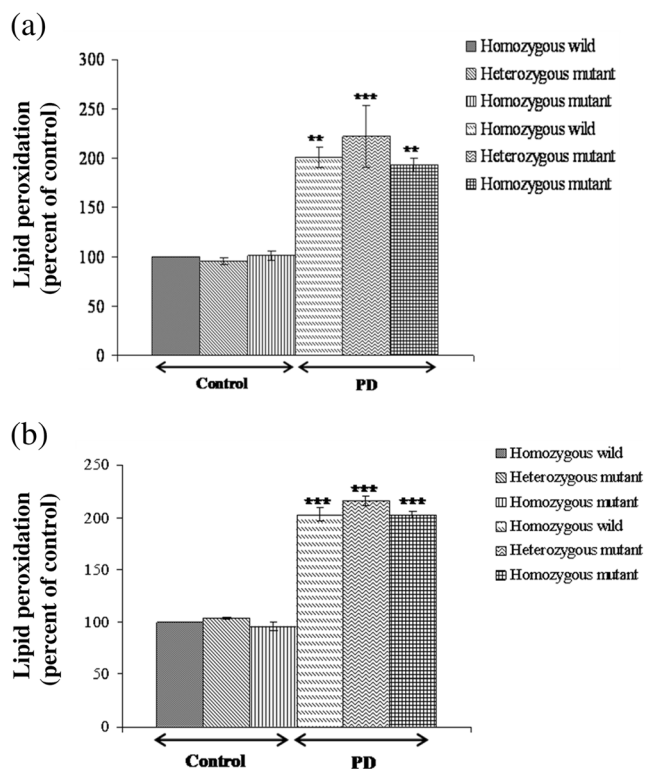 (a)
Lipid peroxidation
(percent of control)
300
250
200
150
100
50
0
**
***
**
Control
PD
Homozygous wild
Heterozygous mutant
Homozygous mutant
Homozygous wild
Heterozygous mutant
Homozygous mutant
(b)
Lipid peroxidation
(percent of control)
250
200
150
100
50
0
***
***
***
Control
PD
Homozygous wild
Heterozygous mutant
Homozygous mutant
Homozygous wild
Heterozygous mutant
Homozygous mutant